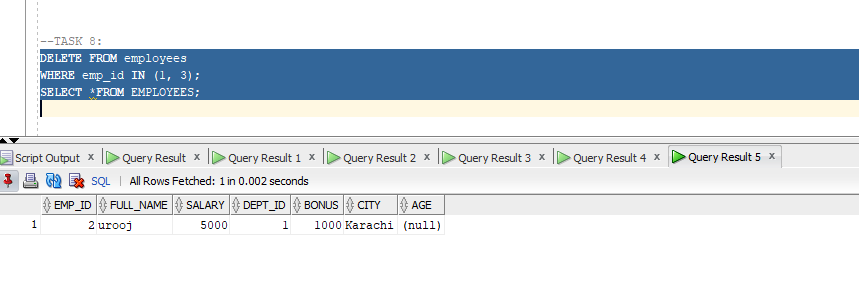 --TASK 8:
DELETE FROM employees
WHERE emp_id IN (1, 3);
SELECT *FROM EMPLOYEES;
Script Output x Query Result x Query Result 1 x Query Result 2 x Query Result 3 x Query Result 4 x Query Result 5 x
SQL | All Rows Fetched: 1 in 0.002 seconds
EMP_ID FULL_NAME SALARY DEPT_ID BONUS CITY AGE
1 2 urooj 5000 1 1000 Karachi (null)